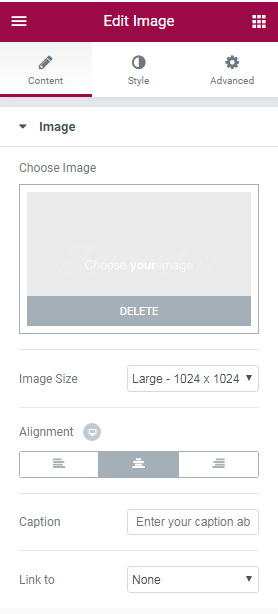 Edit Image
Content Style Advanced
Image
Choose Image
Choose your image
DELETE
Image Size Large - 1024 x 1024
Alignment
Caption Enter your caption ab
Link to None